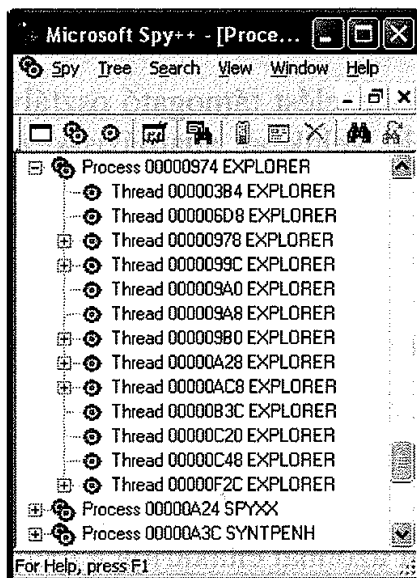 Microsoft Spy++ - [Proce...
Spy Tree Search View Window Help
Process 00000974 EXPLORER
Thread 000003B4 EXPLORER
Thread 000006D8 EXPLORER
Thread 00000978 EXPLORER
Thread 0000099C EXPLORER
Thread 000009A0 EXPLORER
Thread 000009A8 EXPLORER
Thread 000009B0 EXPLORER
Thread 00000A28 EXPLORER
Thread 00000AC8 EXPLORER
Thread 00000B3C EXPLORER
Thread 00000C20 EXPLORER
Thread 00000C48 EXPLORER
Thread 00000F2C EXPLORER
Process 00000A24 SPYXX
Process 00000A3C SYNTPENH
For Help, press F1